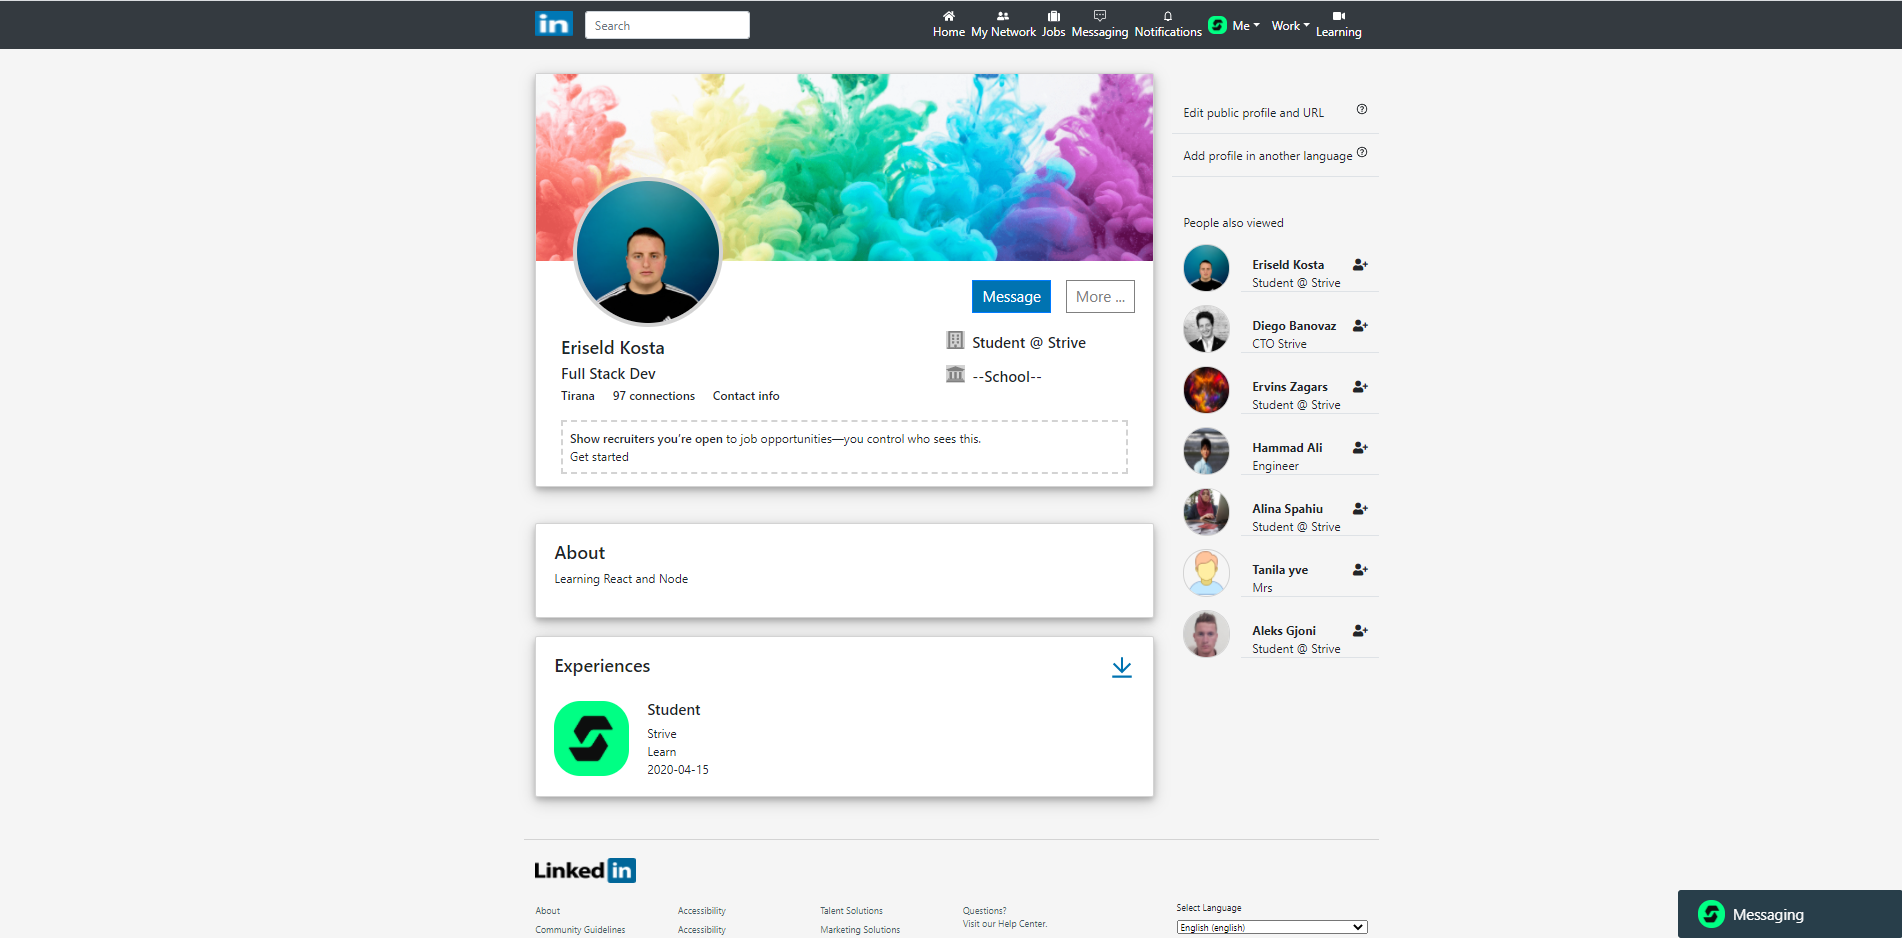 in
Search
Home
My Network
Jobs
Messaging
Notifications
Me
Work
Learning
Eriseld Kosta
Full Stack Dev
Tirana 97 connections Contact info
Message
More ...
Student @ Strive
--School--
Show recruiters you’re open to job opportunities—you control who sees this.
Get started
About
Learning React and Node
Experiences
Student
Strive
Learn
2020-04-15
Edit public profile and URL
Add profile in another language
People also viewed
Eriseld Kosta
Student @ Strive
Diego Banovaz
CTO Strive
Ervins Zagars
Student @ Strive
Hammad Ali
Engineer
Alina Spahiu
Student @ Strive
Tanila yve
Mrs
Aleks Gjoni
Student @ Strive
Linked in
About
Community Guidelines
Accessibility
Accessibility
Talent Solutions
Marketing Solutions
Questions?
Visit our Help Center.
Select Language
English (english)
Messaging